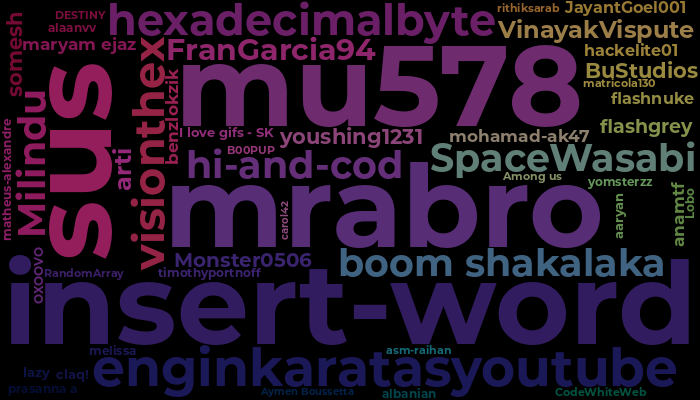 DESTINY
hexadecimalbyte
rithiksarab
JayantGoel001
somesh
alaanvv
VinayakVispute
maryam ejaz
FranGarcia94
hackelite01
BuStudios
mu578
matricola130
flashnuke
sus
visionthex
benzlokzik
Milindu
I love gifs - SK
youshing1231
mohamad-ak47
flashgrey
matheus-alexandre
arti
B00PUP
hi-and-cod
SpaceWasabi
Among us
yomsterzz
anamtf
Lobo
mrabro
carol42
aaryan
OXOOVO
Monster0506
boom shakalaka
RandomArray
timothyportnoff
insert-word
melissa
asm-raihan
lazy
claq!
enginkaratasyoutube
prasanna a
Aymen Boussetta
albanian
CodeWhiteWeb